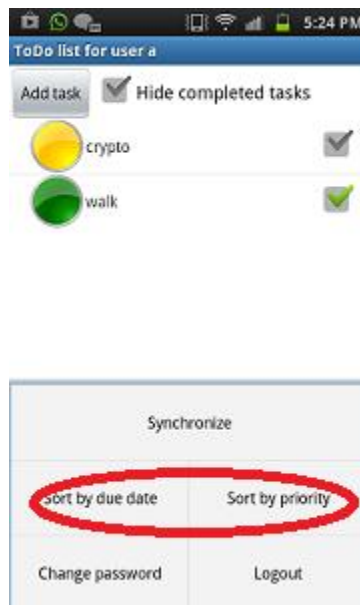 5:24 PM
ToDo list for user a
Add task Hide completed tasks
crypto
walk
Synchronize
Sort by due date Sort by priority
Change password Logout